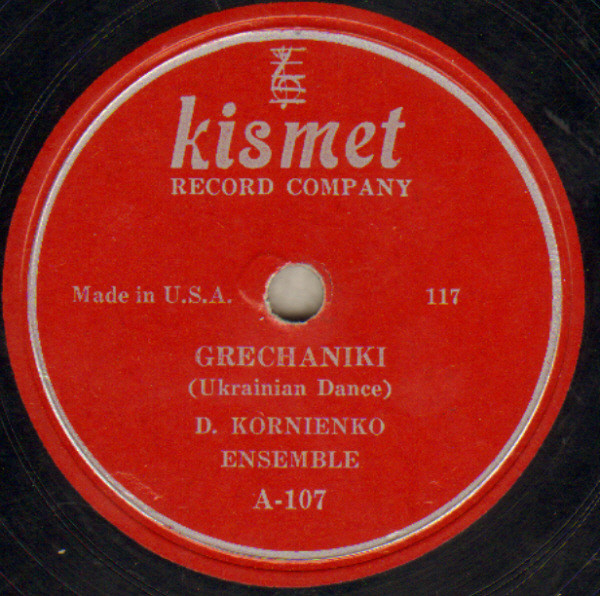 kismet
RECORD COMPANY
Made in U.S.A. 117
GRECHANIKI
(Ukrainian Dance)
D. KORNIENKO
ENSEMBLE
A-107